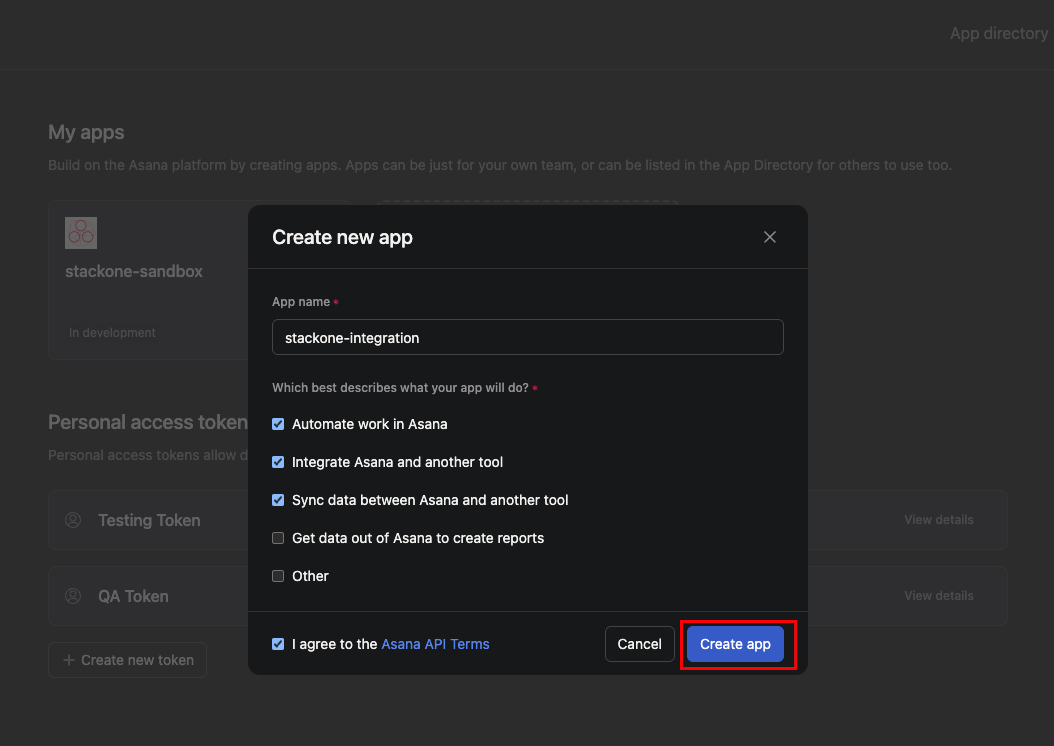 App directory
My apps
Build on the Asana platform by creating apps. Apps can be just for your own team, or can be listed in the App Directory for others to use too.
stackone-sandbox
In development
Create new app
App name *
stackone-integration
Which best describes what your app will do? *
Automate work in Asana
Integrate Asana and another tool
Sync data between Asana and another tool
Get data out of Asana to create reports
Other
I agree to the Asana API Terms
Cancel
Create app
Personal access token
Personal access tokens allow d
Testing Token
View details
QA Token
View details
+ Create new token